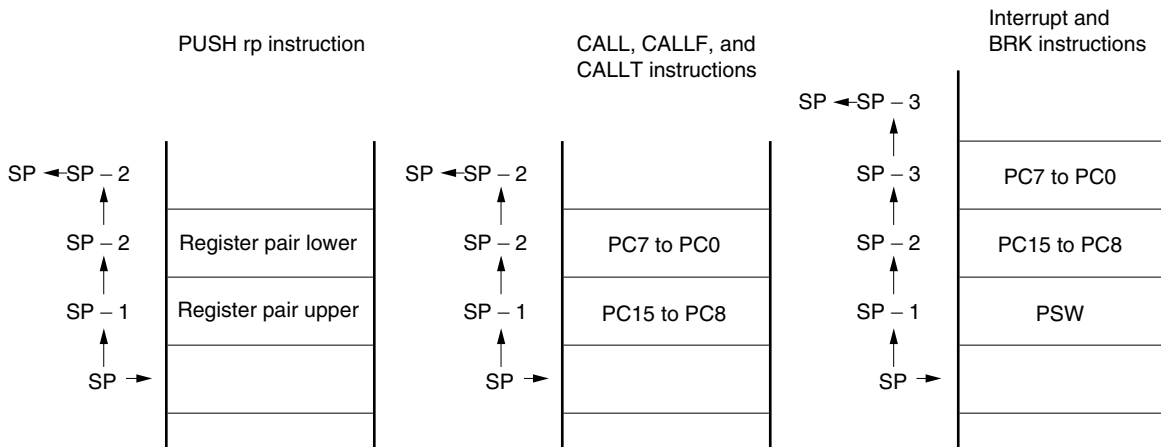 PUSH rp instruction
SP SP – 2
SP – 2
Register pair lower
SP – 1
Register pair upper
SP
CALL, CALLF, and
CALLT instructions
SP SP – 2
SP – 2
PC7 to PC0
SP – 1
PC15 to PC8
SP
Interrupt and
BRK instructions
SP SP – 3
SP – 3
PC7 to PC0
SP – 2
PC15 to PC8
SP – 1
PSW
SP